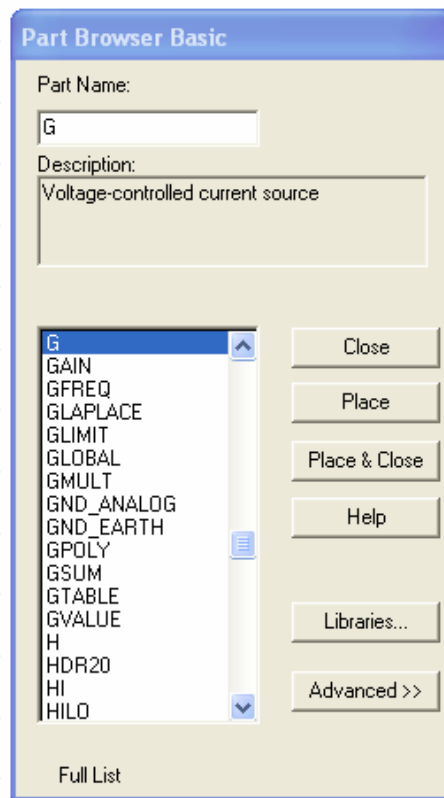 Part Browser Basic
Part Name:
G
Description:
Voltage-controlled current source
G
GAIN
GFREQ
GLAPLACE
GLIMIT
GLOBAL
GMULT
GND_ANALOG
GND_EARTH
GPOLY
GSUM
GTABLE
GVALUE
H
HDR20
HI
HILO
Close
Place
Place & Close
Help
Libraries...
Advanced >>
Full List